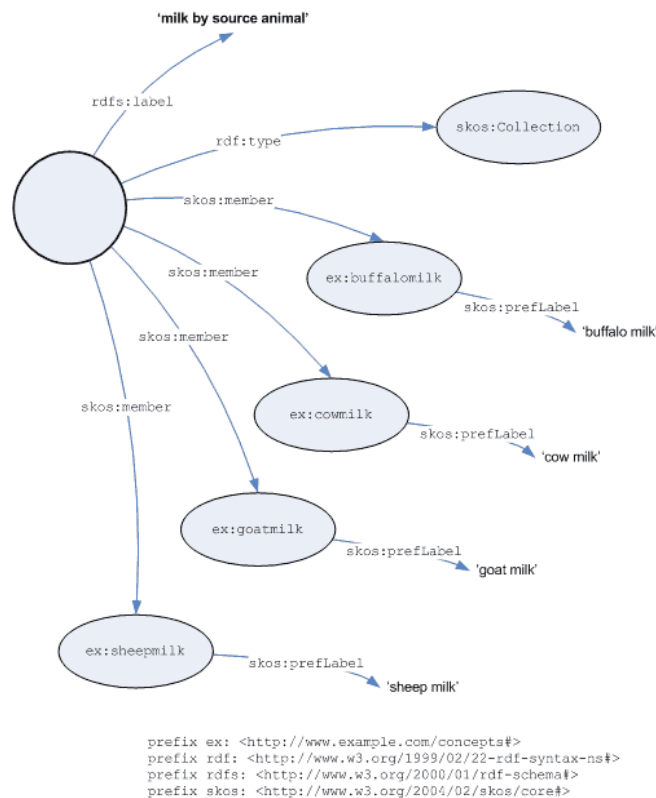 ‘milk by source animal’
rdfs:label
rdf:type
skos:Collection
skos:member
ex:buffalomilk
skos:prefLabel
‘buffalo milk’
skos:member
ex:cowmilk
skos:prefLabel
‘cow milk’
skos:member
ex:goatmilk
skos:prefLabel
‘goat milk’
skos:member
ex:sheepmilk
skos:prefLabel
‘sheep milk’
prefix ex: <http://www.example.com/concepts#>
prefix rdf: <http://www.w3.org/1999/02/22-rdf-syntax-ns#>
prefix rdfs: <http://www.w3.org/2000/01/rdf-schema#>
prefix skos: <http://www.w3.org/2004/02/skos/core#>